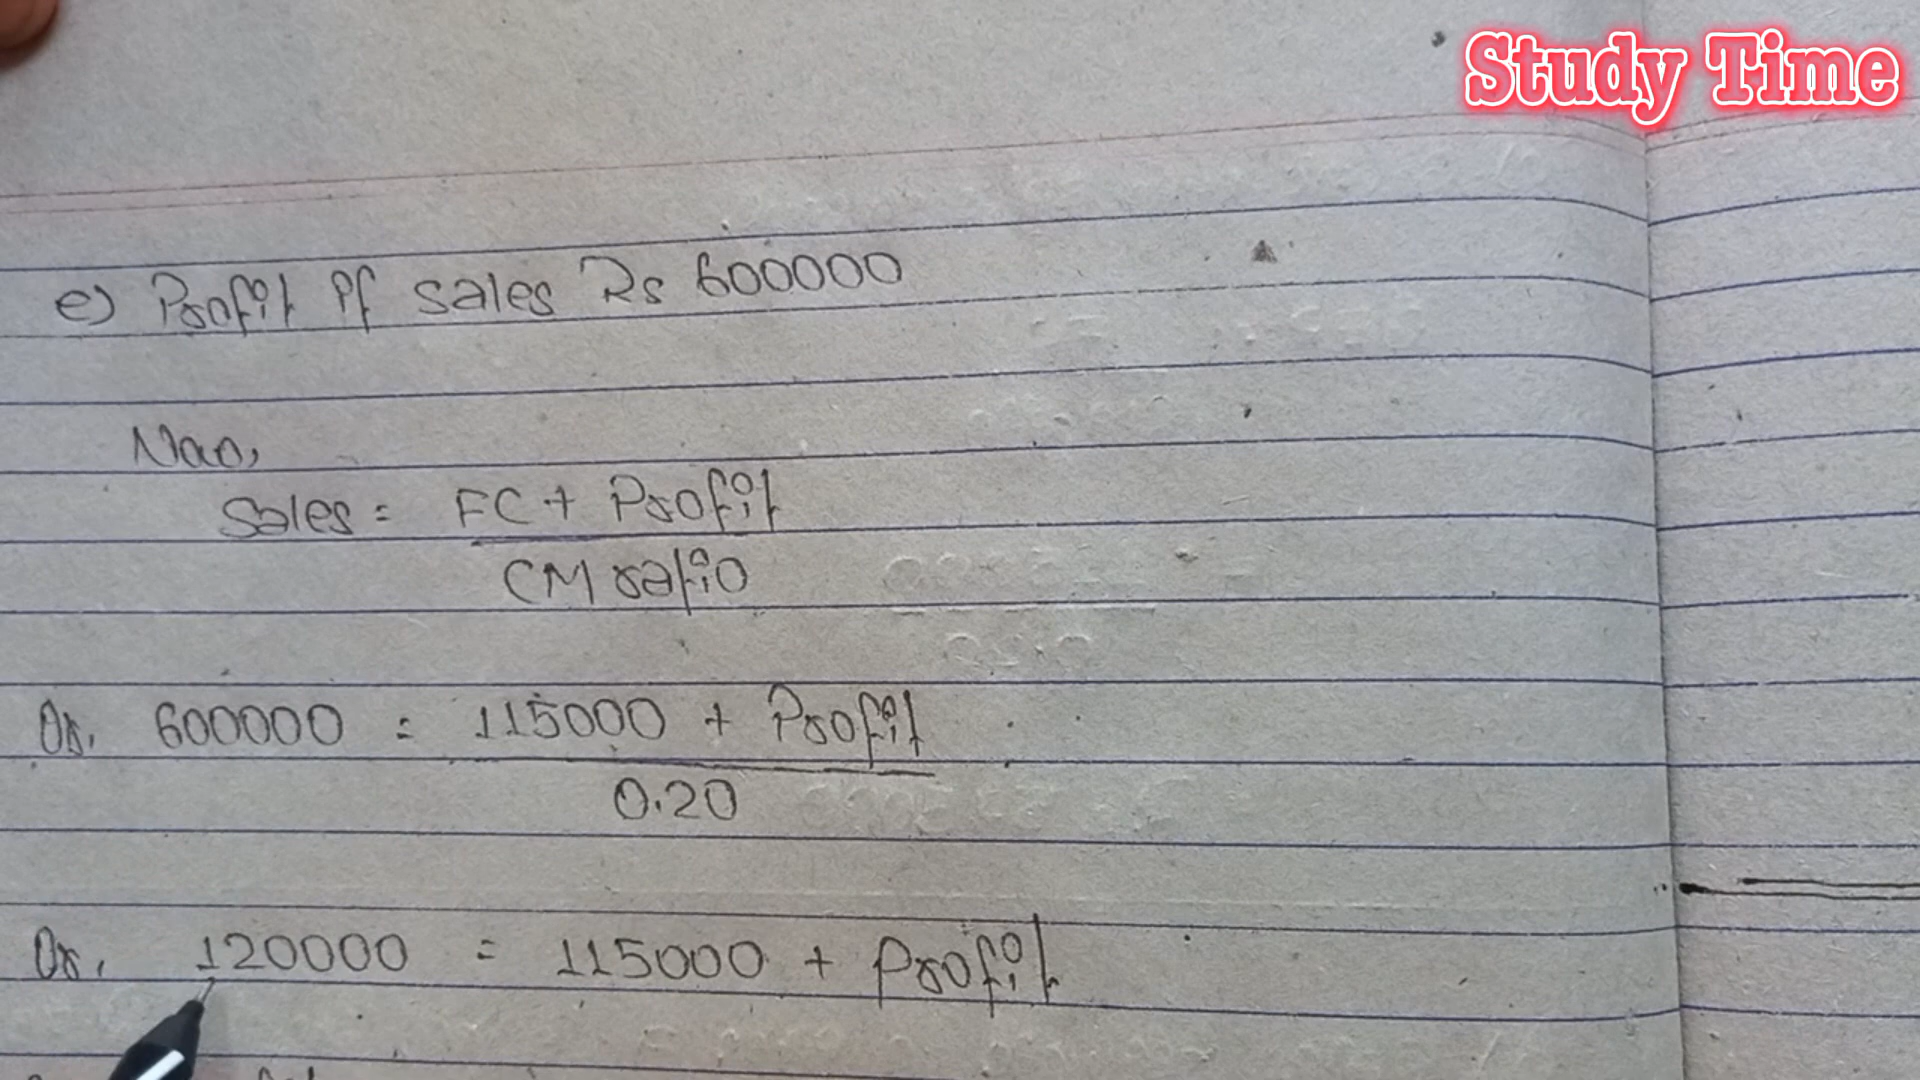 Study Time
e) Profit if sales Rs 600000
Now,
Sales = FC + Profit
CM ratio
Or, 600000 = 115000 + Profit
0.20
Or, 120000 = 115000 + Profit